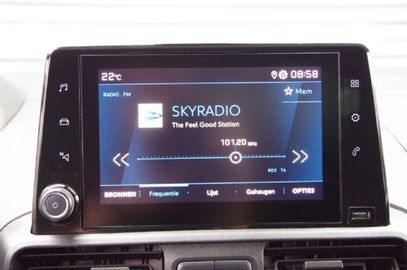 22°C
08:58
RADIO . FM
Mem
SKYRADIO
The Feel Good Station
101.20 MHz
RDS TA
BRONNEN Frequentie Lijst Geheugen OPTIES
N